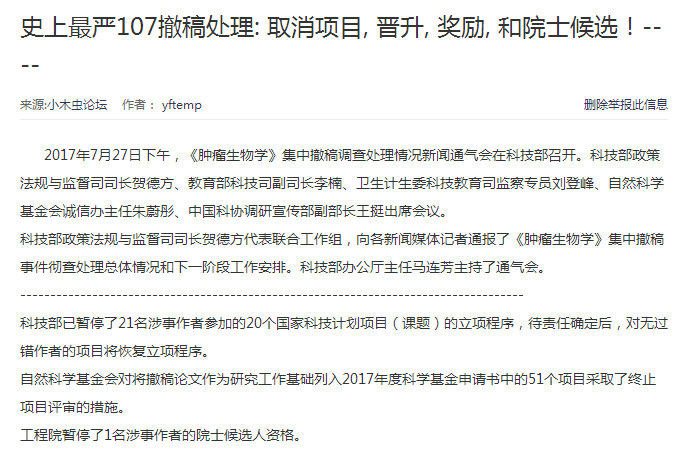 史上最严107撤稿处理: 取消项目, 晋升, 奖励, 和院士候选！--
--
来源:小木虫论坛 作者： yftemp 删除举报此信息
2017年7月27日下午，《肿瘤生物学》集中撤稿调查处理情况新闻通气会在科技部召开。科技部政策
法规与监督司司长贺德方、教育部科技司副司长李楠、卫生计生委科技教育司监察专员刘登峰、自然科学
基金会诚信办主任朱蔚彤、中国科协调研宣传部副部长王挺出席会议。
科技部政策法规与监督司司长贺德方代表联合工作组，向各新闻媒体记者通报了《肿瘤生物学》集中撤稿
事件彻查处理总体情况和下一阶段工作安排。科技部办公厅主任马连芳主持了通气会。
--------------------------------------------------------------------------------------
科技部已暂停了21名涉事作者参加的20个国家科技计划项目（课题）的立项程序，待责任确定后，对无过
错作者的项目将恢复立项程序。
自然科学基金会对将撤稿论文作为研究工作基础列入2017年度科学基金申请书中的51个项目采取了终止
项目评审的措施。
工程院暂停了1名涉事作者的院士候选人资格。